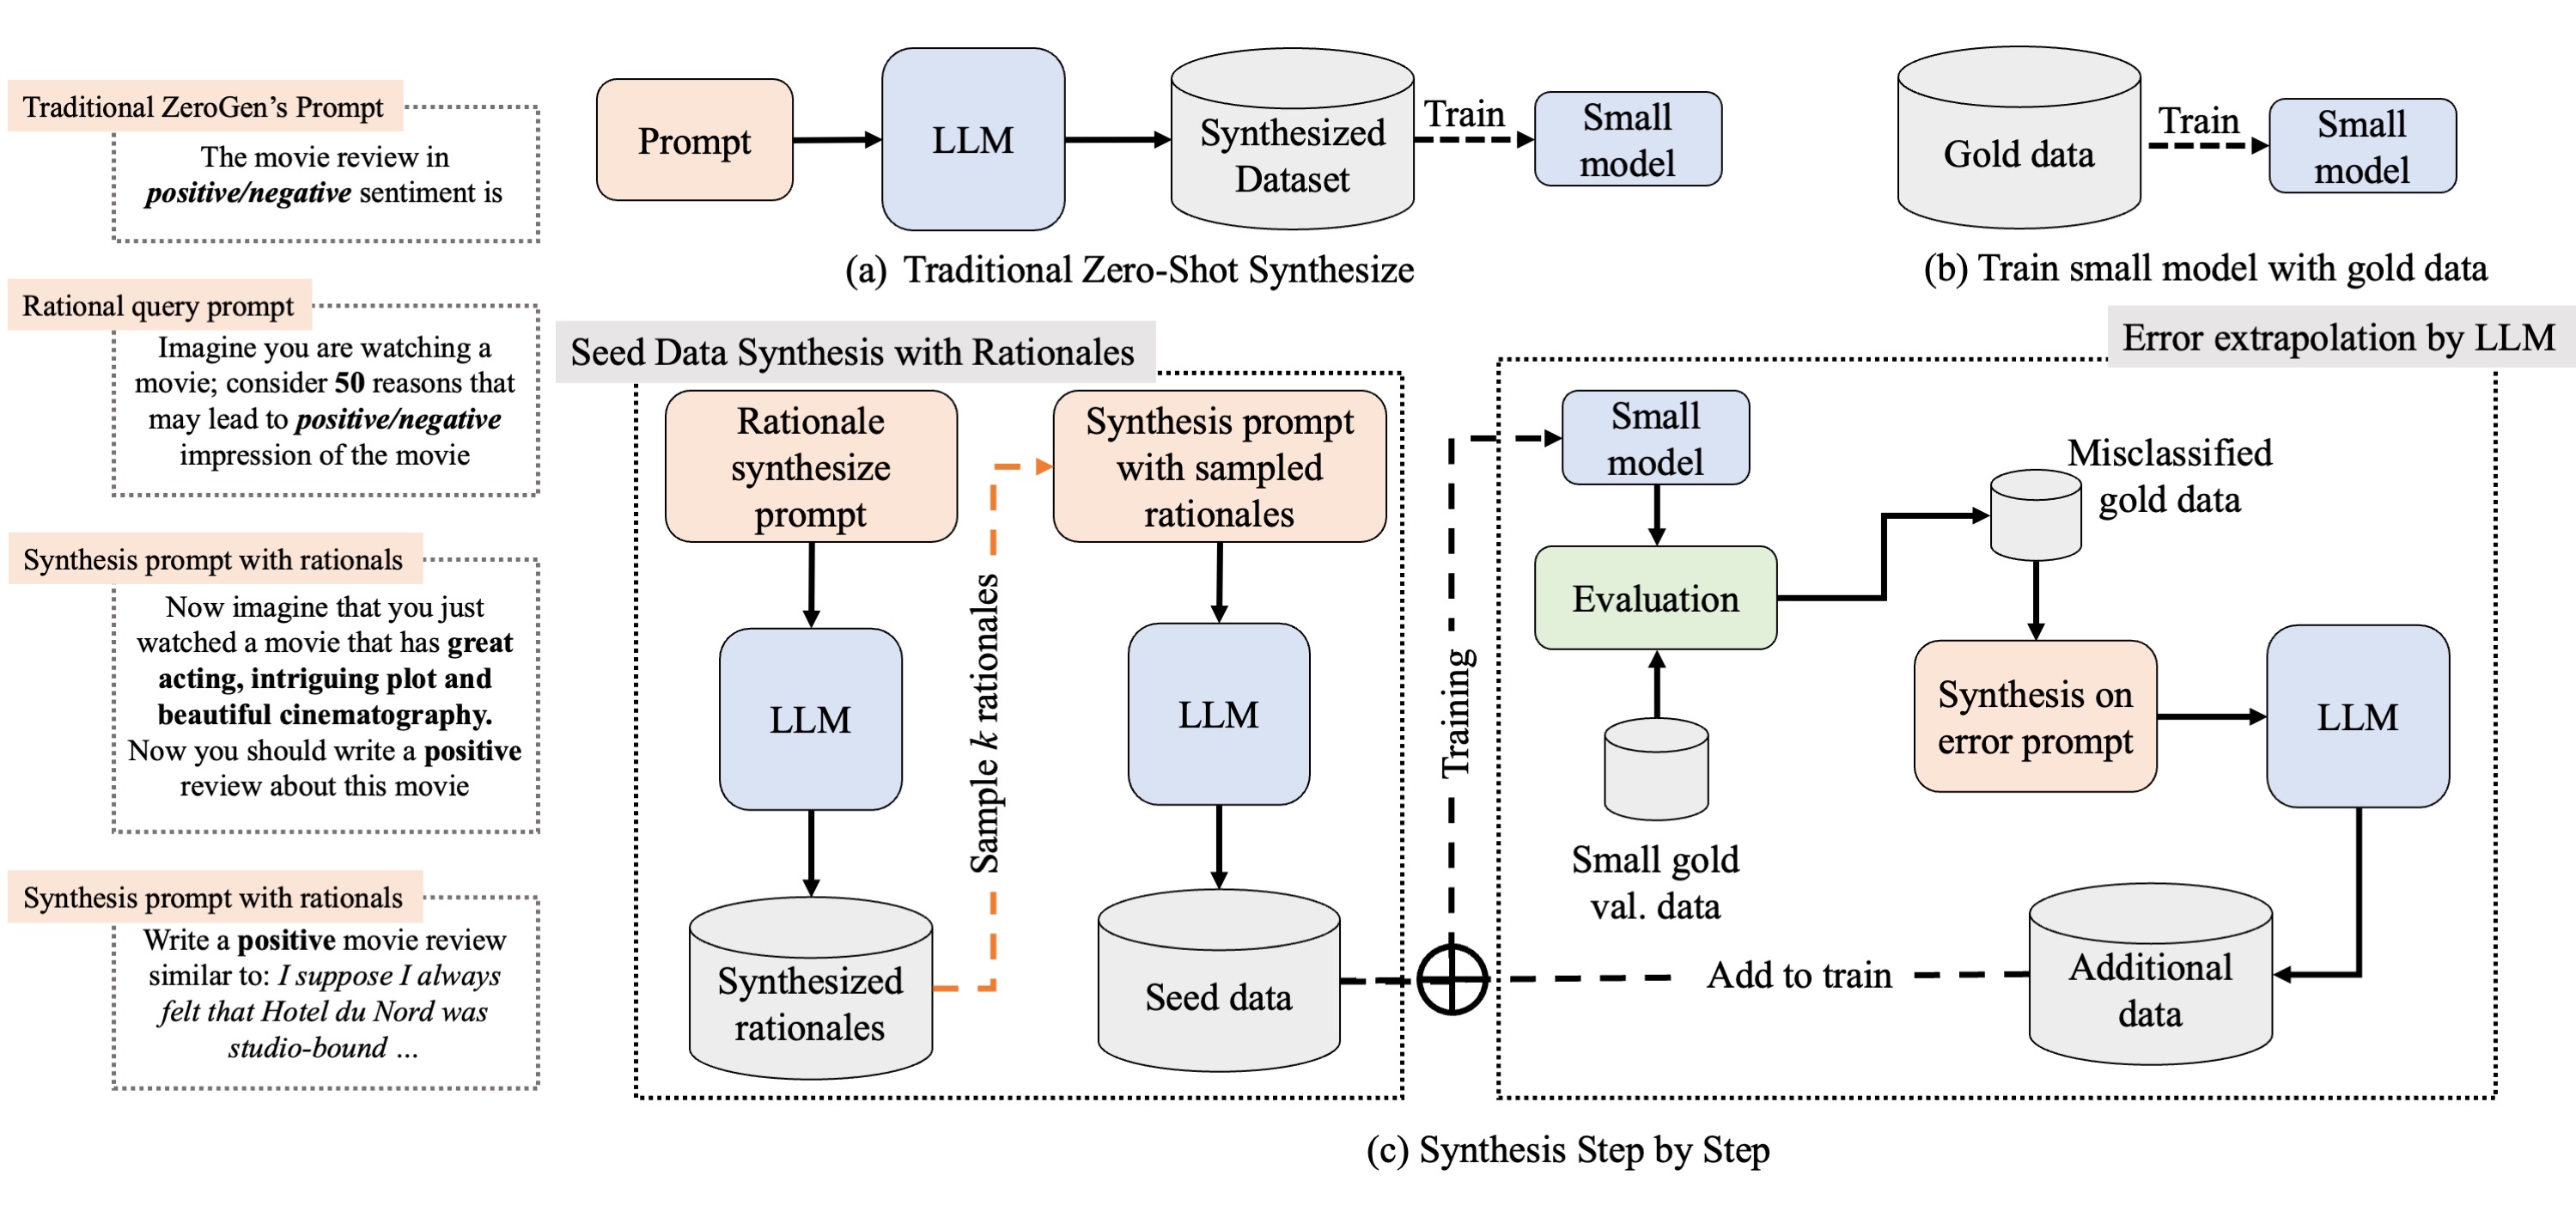 Traditional ZeroGen’s Prompt
The movie review in
positive/negative sentiment is
Rational query prompt
Imagine you are watching a
movie; consider 50 reasons that
may lead to positive/negative
impression of the movie
Synthesis prompt with rationals
Now imagine that you just
watched a movie that has great
acting, intriguing plot and
beautiful cinematography.
Now you should write a positive
review about this movie
Synthesis prompt with rationals
Write a positive movie review
similar to: I suppose I always
felt that Hotel du Nord was
studio-bound ...
Prompt
LLM
Synthesized
Dataset
Train
Small
model
(a) Traditional Zero-Shot Synthesize
Gold data
Train
Small
model
(b) Train small model with gold data
Seed Data Synthesis with Rationales
Rationale
synthesize
prompt
LLM
Synthesized
rationales
Sample k rationales
Synthesis prompt
with sampled
rationales
LLM
Seed data
Training
Error extrapolation by LLM
Small
model
Evaluation
Small gold
val. data
Misclassified
gold data
Synthesis on
error prompt
LLM
Additional
data
Add to train
(c) Synthesis Step by Step